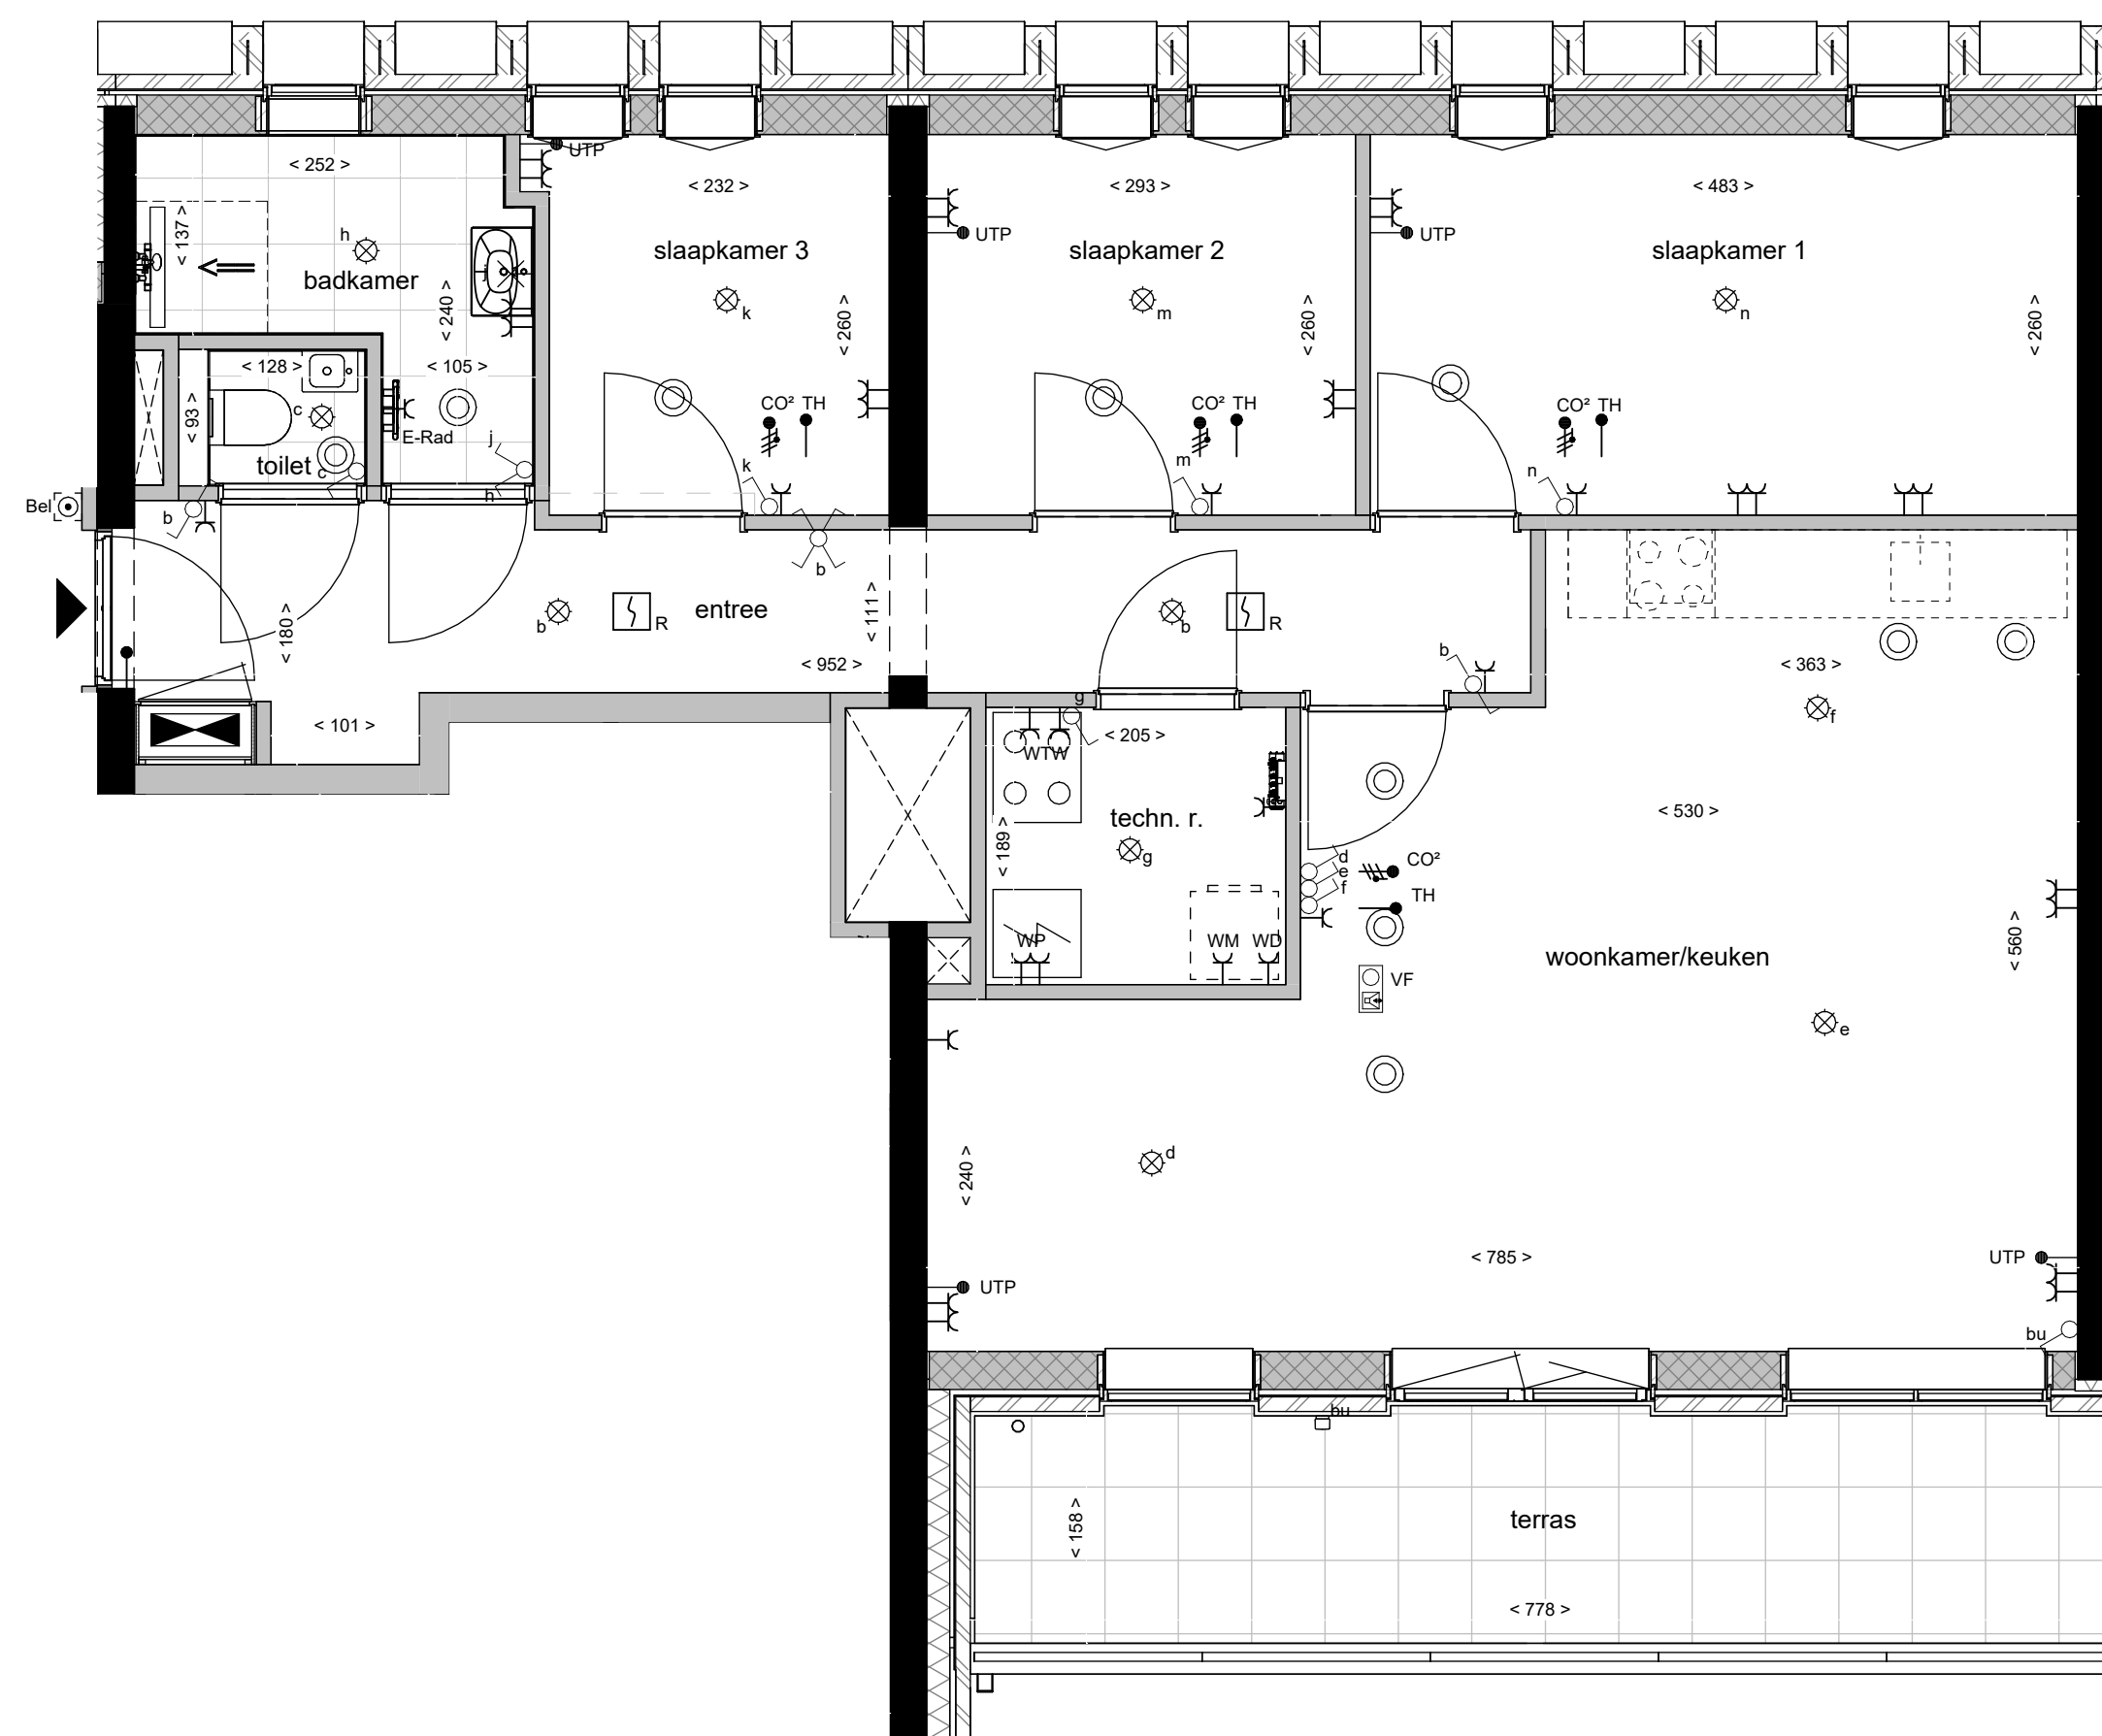 UTP
< 252 >
< 232 >
< 293 >
< 483 >
< 137 >
h
UTP
UTP
slaapkamer 3
slaapkamer 2
slaapkamer 1
badkamer
j
k
m
n
< 240 >
< 260 >
< 260 >
< 260 >
< 128 >
< 105 >
c
< 93 >
CO² TH
CO² TH
CO² TH
E-Rad
j
toilet
c
k
m
n
h
Bel
b
b
b
R
entree
< 111 >
b
R
< 180 >
b
< 952 >
< 363 >
g
f
< 101 >
< 205 >
WTW
techn. r.
< 530 >
< 189 >
g
d
e
f
CO²
TH
WP
WM
WD
woonkamer/keuken
< 560 >
VF
e
d
< 240 >
< 785 >
UTP
UTP
bu
bu
terras
< 158 >
< 778 >